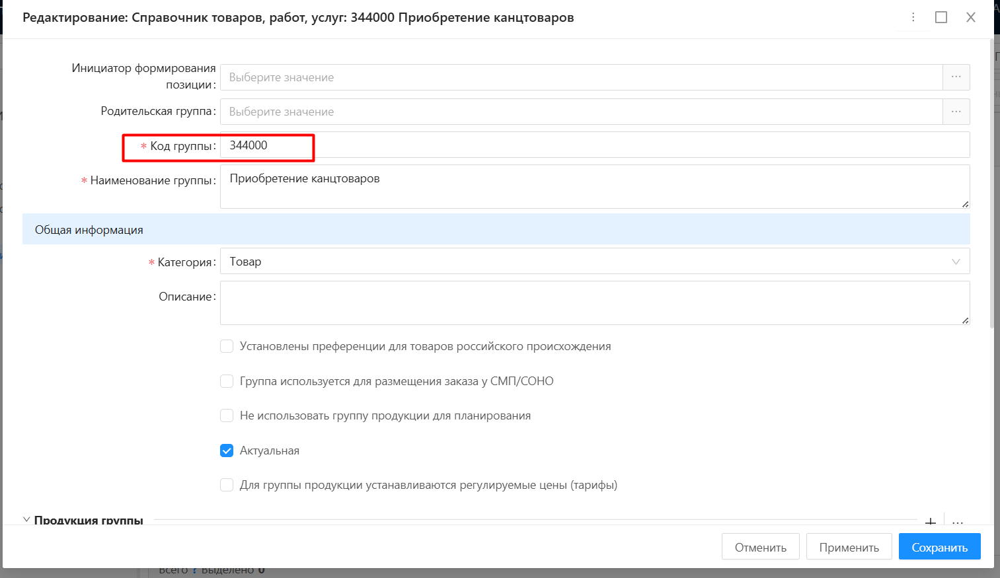 Редактирование: Справочник товаров, работ, услуг: 344000 Приобретение канцтоваров
Инициатор формирования
позиции:
Выберите значение
Родительская группа:
Выберите значение
* Код группы:
344000
* Наименование группы:
Приобретение канцтоваров
Общая информация
* Категория:
Товар
Описание:
Установлены преференции для товаров российского происхождения
Группа используется для размещения заказа у СМП/СОНО
Не использовать группу продукции для планирования
Актуальная
Для группы продукции устанавливаются регулируемые цены (тарифы)
Продукция группы
Отменить
Применить
Сохранить
Всего ? Выделено 0